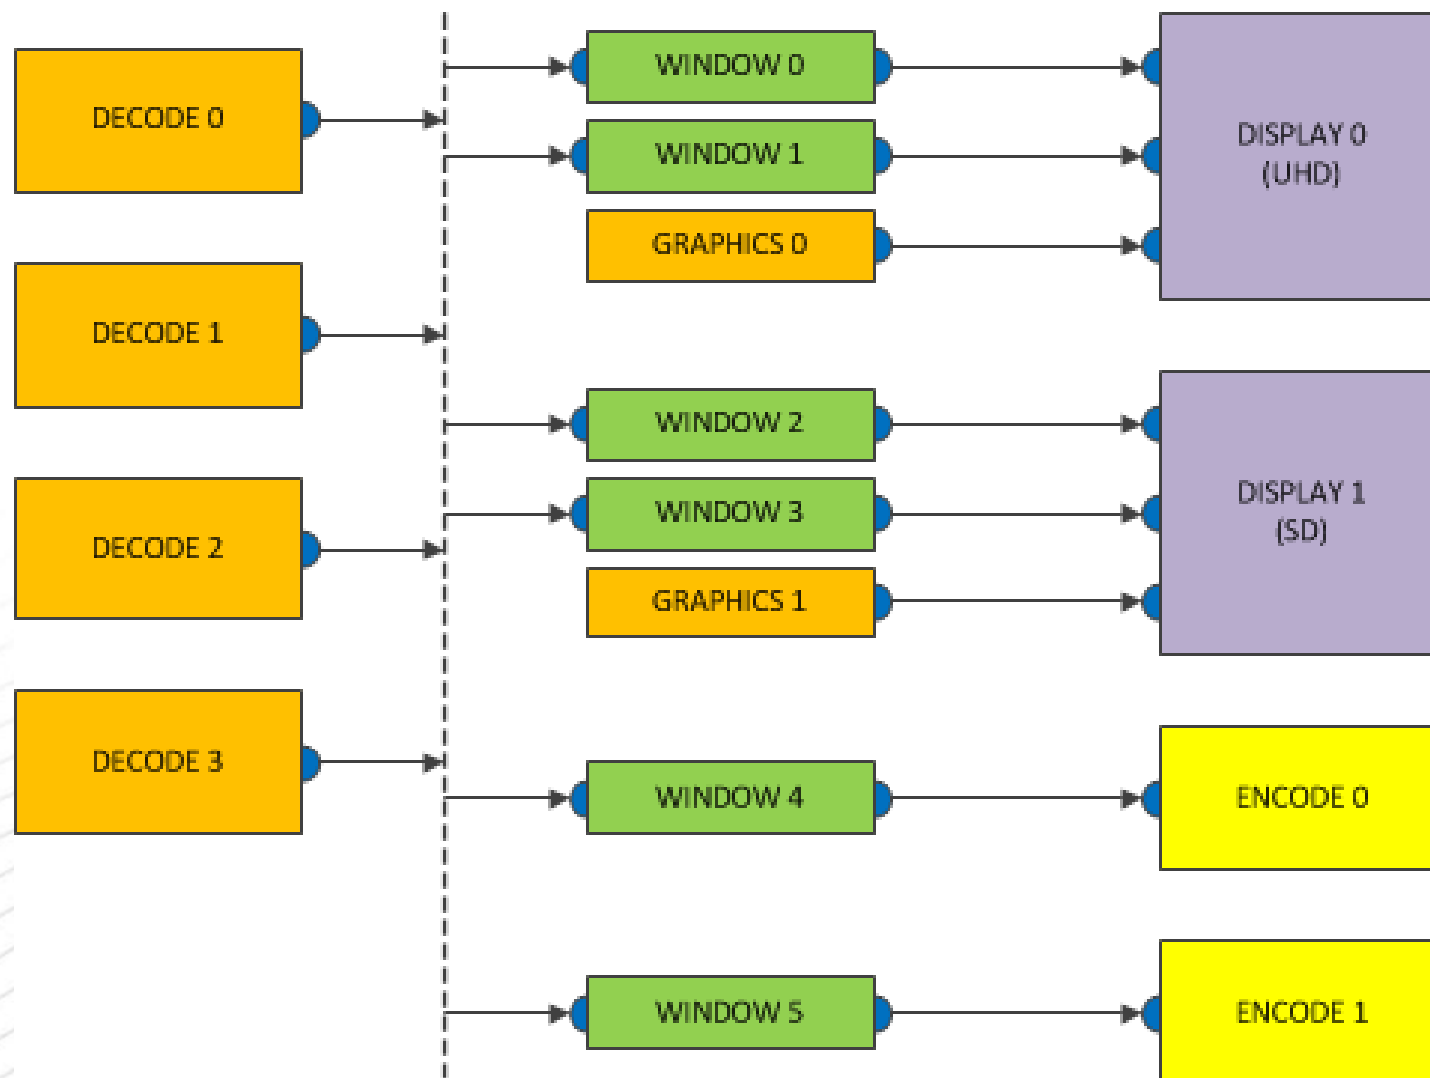 DECODE 0
DECODE 1
DECODE 2
DECODE 3
WINDOW 0
WINDOW 1
GRAPHICS 0
WINDOW 2
WINDOW 3
GRAPHICS 1
WINDOW 4
WINDOW 5
DISPLAY 0
(UHD)
DISPLAY 1
(SD)
ENCODE 0
ENCODE 1